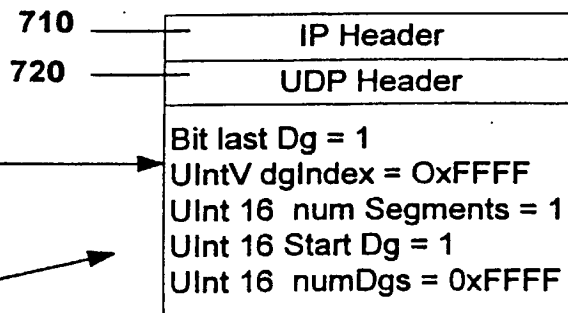 710
IP Header
720
UDP Header
Bit last Dg = 1
UIntV dgIndex = OxFFFF
UInt 16 num Segments = 1
UInt 16 Start Dg = 1
UInt 16 numDgs = 0xFFFF